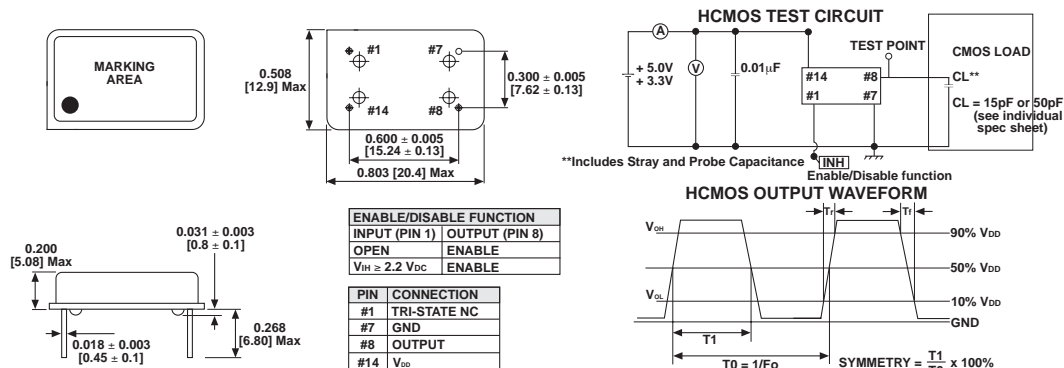 MARKING
AREA
0.508
[12.9] Max
#1
#7
#14
#8
0.300 ± 0.005
[7.62 ± 0.13]
0.600 ± 0.005
[15.24 ± 0.13]
0.803 [20.4] Max
HCMOS TEST CIRCUIT
A
+ 5.0V
+ 3.3V
V
0.01µF
TEST POINT
#14 #8
#1 #7
CMOS LOAD
CL**
CL = 15pF or 50pF
(see individual
spec sheet)
**Includes Stray and Probe Capacitance
INH
Enable/Disable function
0.200
[5.08] Max
0.031 ± 0.003
[0.8 ± 0.1]
0.018 ± 0.003
[0.45 ± 0.1]
0.268
[6.80] Max
ENABLE/DISABLE FUNCTION
INPUT (PIN 1) OUTPUT (PIN 8)
OPEN ENABLE
VIH ≥ 2.2 VDC ENABLE
PIN CONNECTION
#1 TRI-STATE NC
#7 GND
#8 OUTPUT
#14 VDD
HCMOS OUTPUT WAVEFORM
Tr
Tf
VOH
90% VDD
50% VDD
VOL
10% VDD
GND
T1
T0 = 1/Fo
SYMMETRY = T1 x 100%